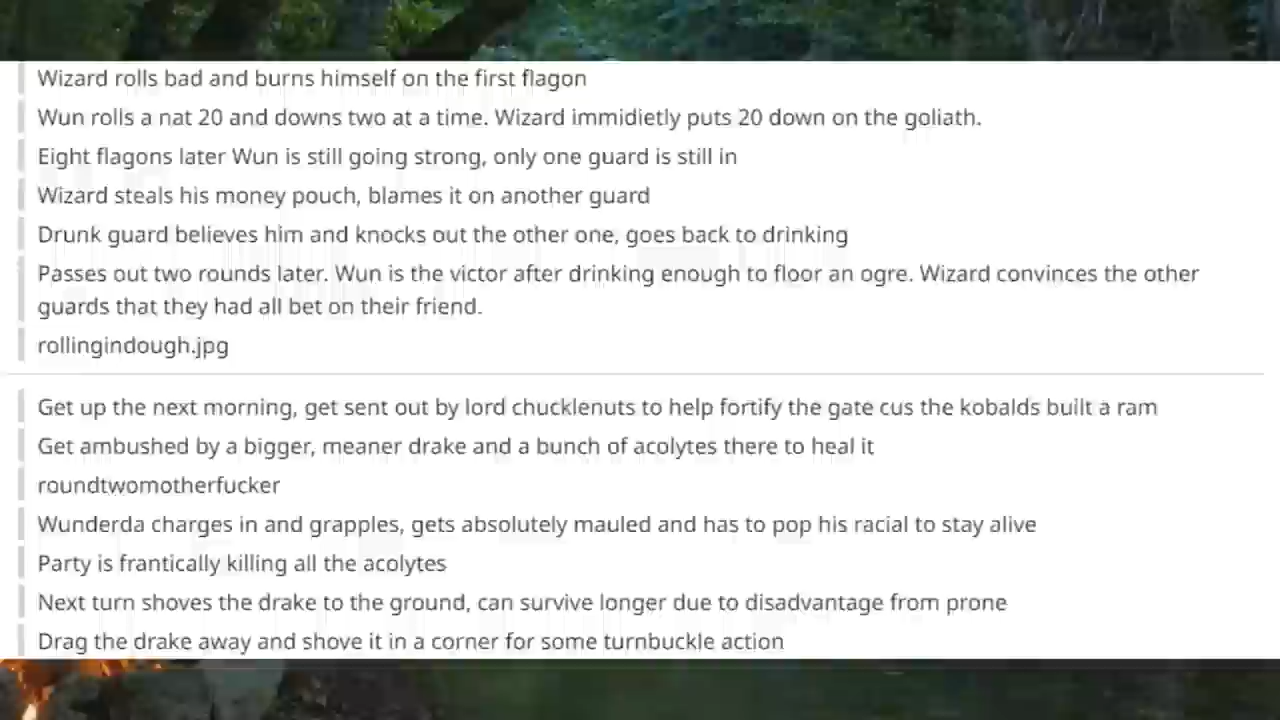 Wizard rolls bad and burns himself on the first flagon
Wun rolls a nat 20 and downs two at a time. Wizard immidietly puts 20 down on the goliath.
Eight flagons later Wun is still going strong, only one guard is still in
Wizard steals his money pouch, blames it on another guard
Drunk guard believes him and knocks out the other one, goes back to drinking
Passes out two rounds later. Wun is the victor after drinking enough to floor an ogre. Wizard convinces the other
guards that they had all bet on their friend.
rollingindough.jpg
Get up the next morning, get sent out by lord chucklenuts to help fortify the gate cus the kobalds built a ram
Get ambushed by a bigger, meaner drake and a bunch of acolytes there to heal it
roundtwomotherfucker
Wunderda charges in and grapples, gets absolutely mauled and has to pop his racial to stay alive
Party is frantically killing all the acolytes
Next turn shoves the drake to the ground, can survive longer due to disadvantage from prone
Drag the drake away and shove it in a corner for some turnbuckle action